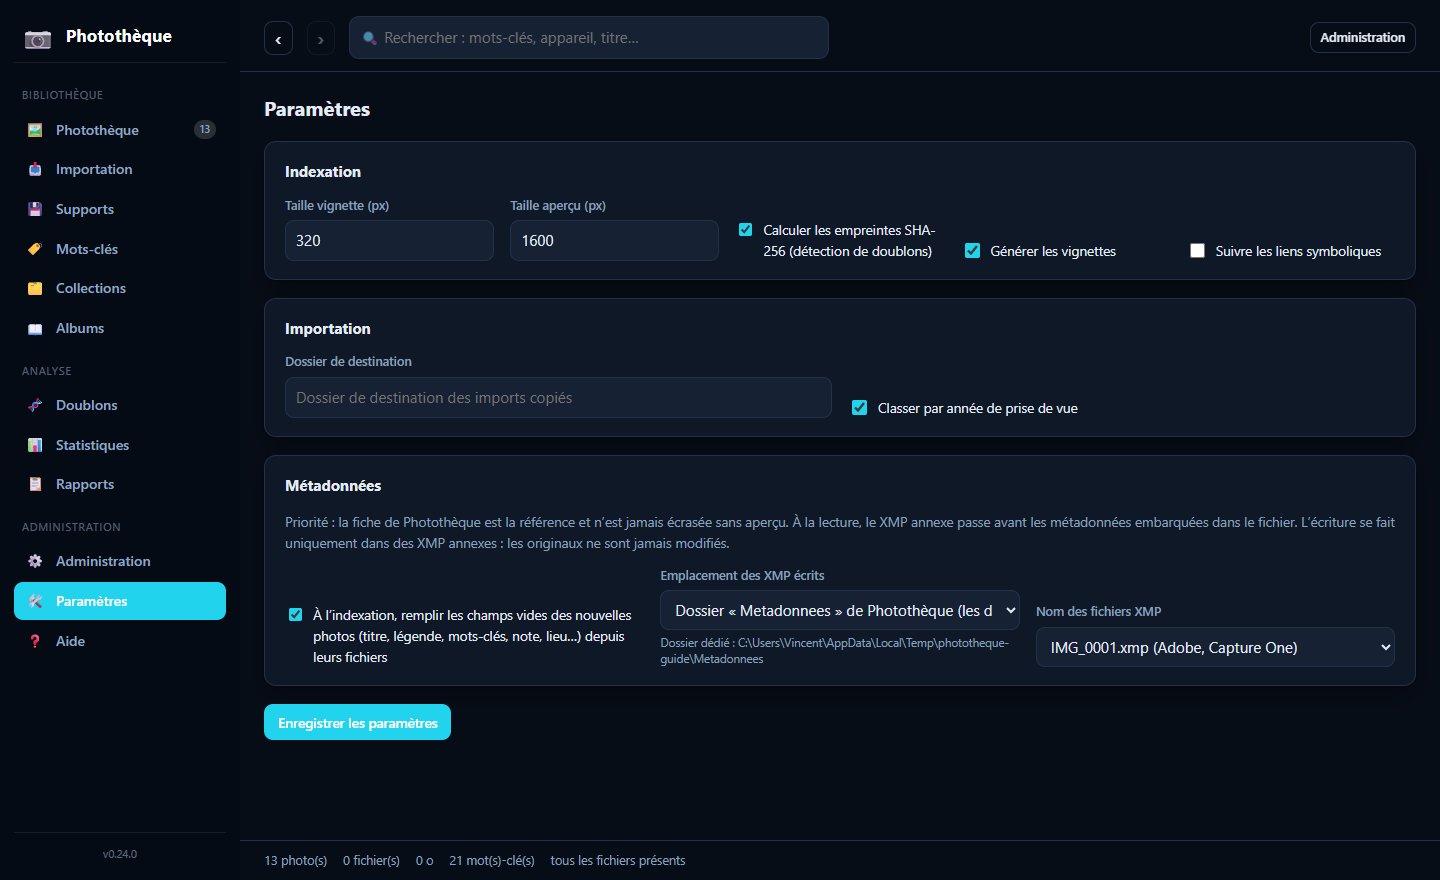 Photothèque
Rechercher : mots-clés, appareil, titre...
Administration
BIBLIOTHÈQUE
Photothèque 13
Importation
Supports
Mots-clés
Collections
Albums
ANALYSE
Doublons
Statistiques
Rapports
ADMINISTRATION
Administration
Paramètres
Aide
v0.24.0
Paramètres
Indexation
Taille vignette (px)
320
Taille aperçu (px)
1600
Calculer les empreintes SHA-
256 (détection de doublons)
Générer les vignettes
Suivre les liens symboliques
Importation
Dossier de destination
Dossier de destination des imports copiés
Classer par année de prise de vue
Métadonnées
Priorité : la fiche de Photothèque est la référence et n’est jamais écrasée sans aperçu. À la lecture, le XMP annexe passe avant les métadonnées embarquées dans le fichier. L’écriture se fait
uniquement dans des XMP annexes : les originaux ne sont jamais modifiés.
À l’indexation, remplir les champs vides des nouvelles
photos (titre, légende, mots-clés, note, lieu...) depuis
leurs fichiers
Emplacement des XMP écrits
Dossier « Metadonnees » de Photothèque (les d
Dossier dédié : C:\Users\Vincent\AppData\Local\Temp\phototheque-
guide\Metadonnees
Nom des fichiers XMP
IMG_0001.xmp (Adobe, Capture One)
Enregistrer les paramètres
13 photo(s) 0 fichier(s) 0 o 21 mot(s)-clé(s) tous les fichiers présents